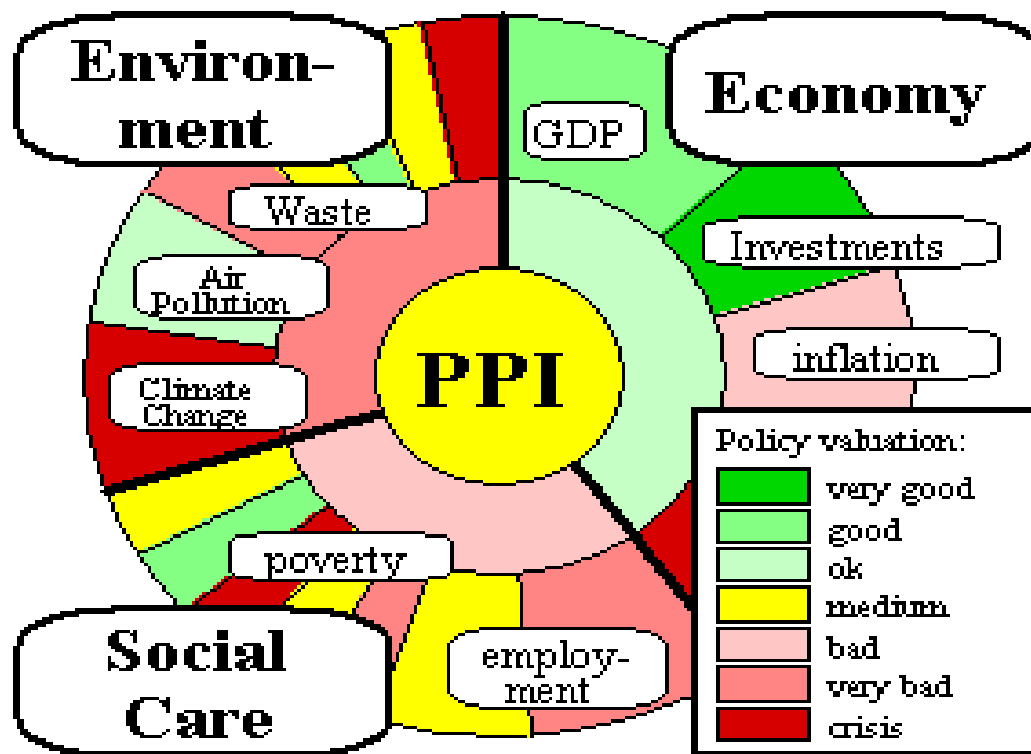 Environ-
ment
Economy
GDP
Waste
Investments
Air
Pollution
inflation
PPI
Climate
Change
Policy valuation:
very good
good
ok
medium
bad
very bad
crisis
poverty
employ-
ment
Social
Care